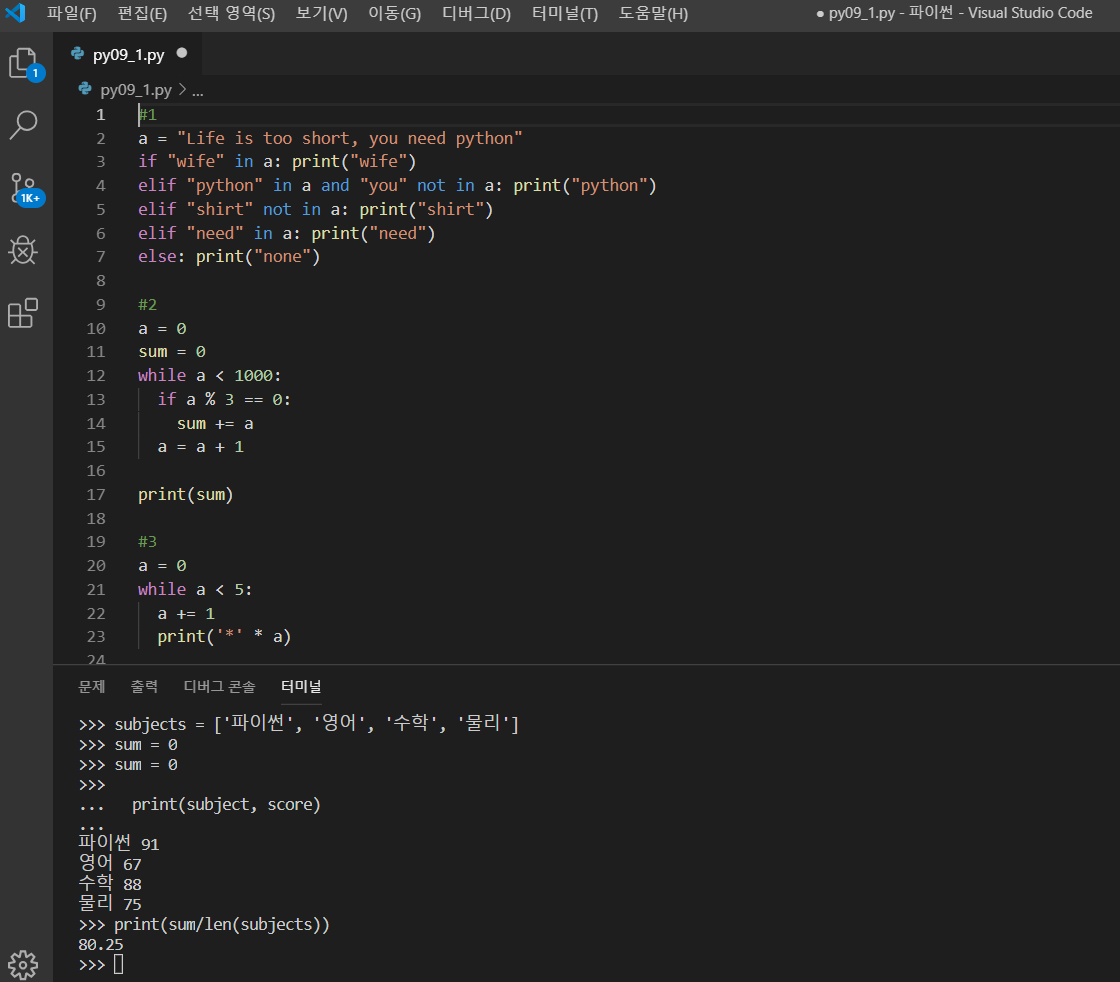 파일(F) 편집(E) 선택 영역(S) 보기(V) 이동(G) 디버그(D) 터미널(T) 도움말(H) ● py09_1.py - 파이썬 - Visual Studio Code
py09_1.py ●
1
py09_1.py > ...
1 #1
2 a = "Life is too short, you need python"
3 if "wife" in a: print("wife")
4 elif "python" in a and "you" not in a: print("python")
5 elif "shirt" not in a: print("shirt")
6 elif "need" in a: print("need")
7 else: print("none")
8
9 #2
10 a = 0
11 sum = 0
12 while a < 1000:
13   if a % 3 == 0:
14     sum += a
15   a = a + 1
16
17 print(sum)
18
19 #3
20 a = 0
21 while a < 5:
22   a += 1
23   print('*' * a)
24
1K+
문제 출력 디버그 콘솔 터미널
>>> subjects = ['파이썬', '영어', '수학', '물리']
>>> sum = 0
>>> sum = 0
>>>
...   print(subject, score)
...
파이썬 91
영어 67
수학 88
물리 75
>>> print(sum/len(subjects))
80.25
>>>